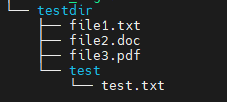 └── testdir
    ├── file1.txt
    ├── file2.doc
    ├── file3.pdf
    └── test
        └── test.txt